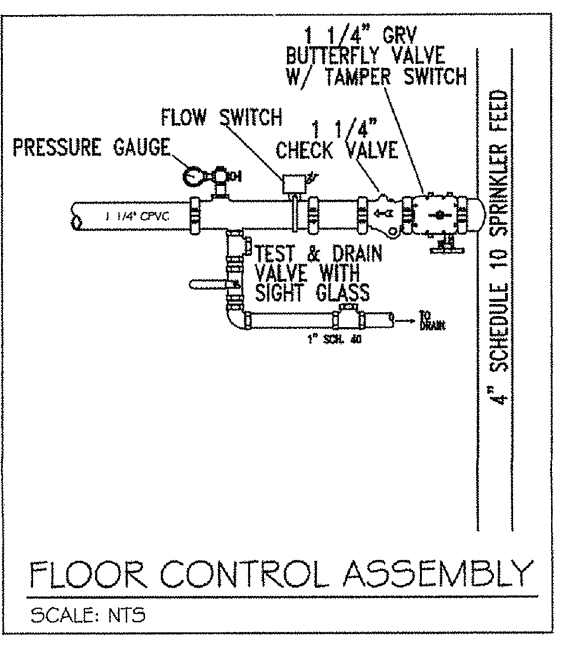 1 1/4" GRV
BUTTERFLY VALVE
W/ TAMPER SWITCH
FLOW SWITCH
1 1/4"
CHECK VALVE
PRESSURE GAUGE
1 1/4" CPVC
TEST & DRAIN
VALVE WITH
SIGHT GLASS
1" SCH. 40
TO
DRAIN
4" SCHEDULE 10 SPRINKLER FEED
FLOOR CONTROL ASSEMBLY
SCALE: NTS